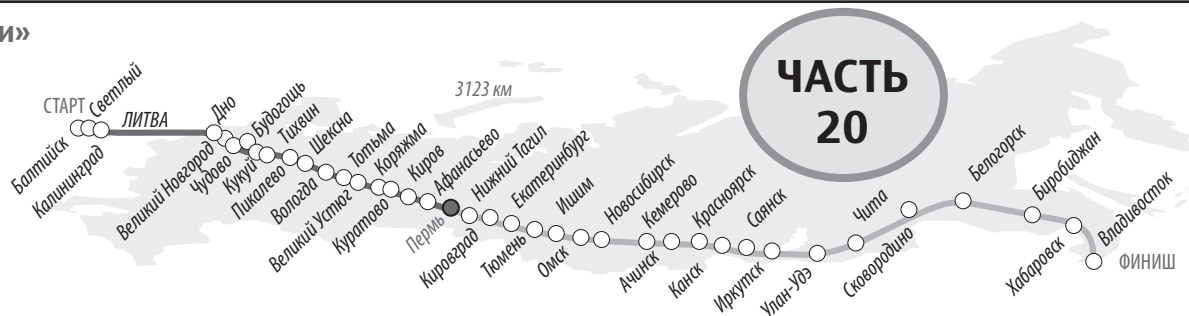 и»
ЧАСТЬ
20
3123 км
СТАРТ
Балтийск
Светлый
Калининград
ЛИТВА
Дно
Великий Новгород
Чудово
Будогощь
Кукуй
Тихвин
Пикалево
Шексна
Вологда
Тотьма
Великий Устюг
Коряжма
Куратово
Киров
Афанасьево
Пермь
Нижний Тагил
Кировград
Екатеринбург
Тюмень
Ишим
Омск
Новосибирск
Кемерово
Ачинск
Красноярск
Канск
Саянск
Иркутск
Улан-Удэ
Чита
Сковородино
Белогорск
Биробиджан
Хабаровск
Владивосток
ФИНИШ